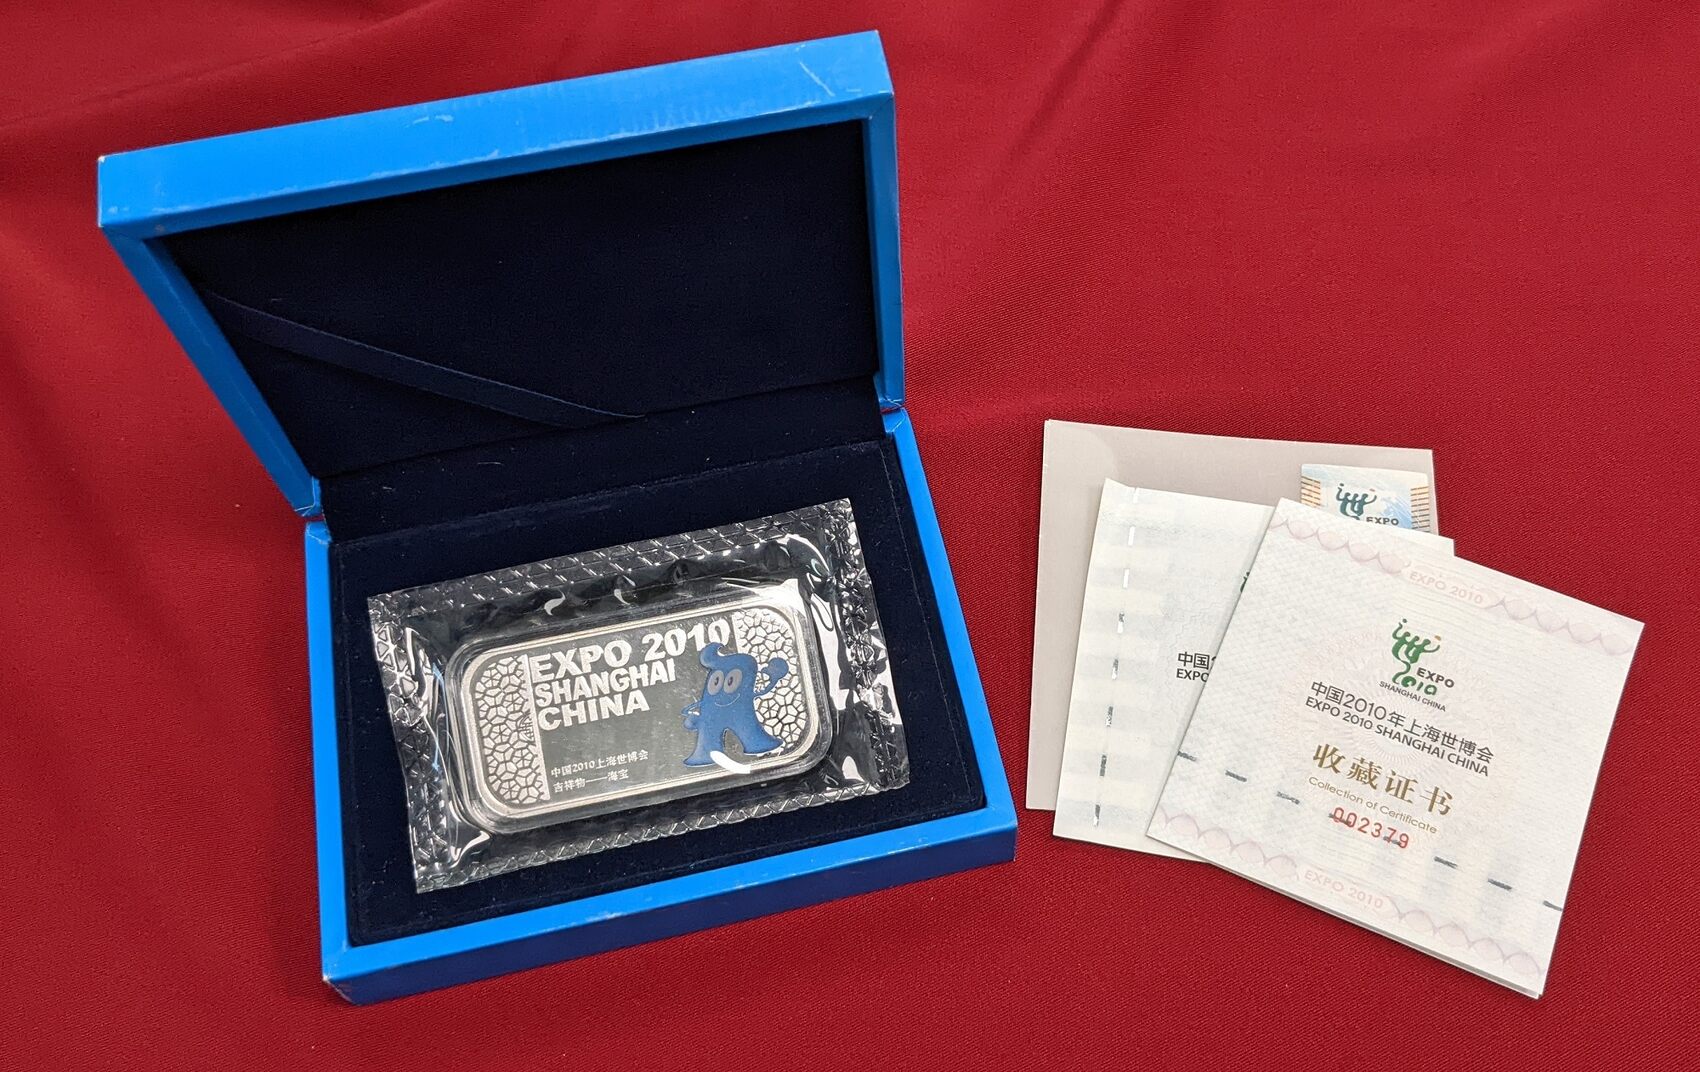 EXPO 2010
SHANGHAI
CHINA
中国2010上海世博会
吉祥物——海宝
EXPO
中国
EXPO
EXPO 2010
EXPO
2010
SHANGHAI CHINA
中国2010年上海世博会
EXPO 2010 SHANGHAI CHINA
收藏证书
Collection of Certificate
002379
EXPO 2010